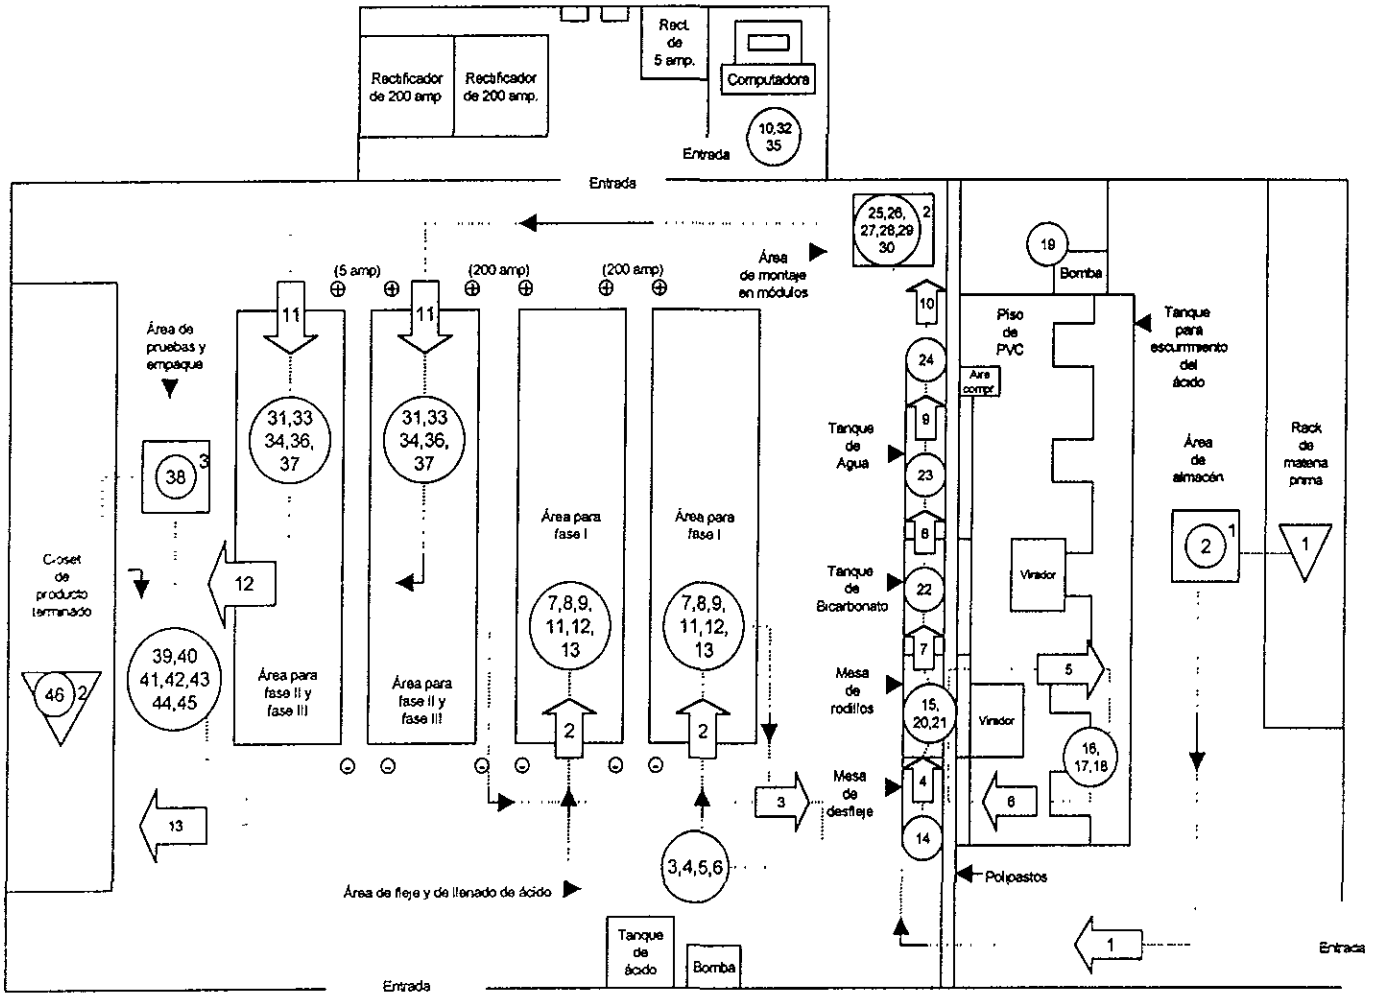 Rect.
de
5 amp.
Rectificador
de 200 amp
Rectificador
de 200 amp.
Computadora
10,32
35
Entrada
Entrada
25,26,
27,28,29
30
2
19
Bomba
Área
de montaje
en módulos
(5 amp)
(200 amp)
(200 amp)
+
+
+
+
+
+
11
11
10
Piso
de
PVC
Tanque
para
escurrimiento
del
ácido
Área de
pruebas y
empaque
24
Aire
compr.
31,33
34,36,
37
31,33
34,36,
37
9
Tanque
de
Agua
23
Área
de
almacén
Rack
de
materia
prima
38
3
Área para
fase I
Área para
fase I
8
2
1
1
Closet
de
producto
terminado
12
Tanque
de
Bicarbonato
22
Virador
7,8,9,
11,12,
13
7,8,9,
11,12,
13
7
5
39,40
41,42,43
44,45
46
2
Área para
fase II y
fase III
Área para
fase II y
fase III
Mesa
de
rodillos
15,
20,21
Virador
2
2
16,
17,18
-
-
-
-
-
-
Mesa
de
desfleje
4
3
6
13
14
3,4,5,6
Área de fleje y de llenado de ácido
Polipastos
Tanque
de
ácido
Bomba
1
Entrada
Entrada